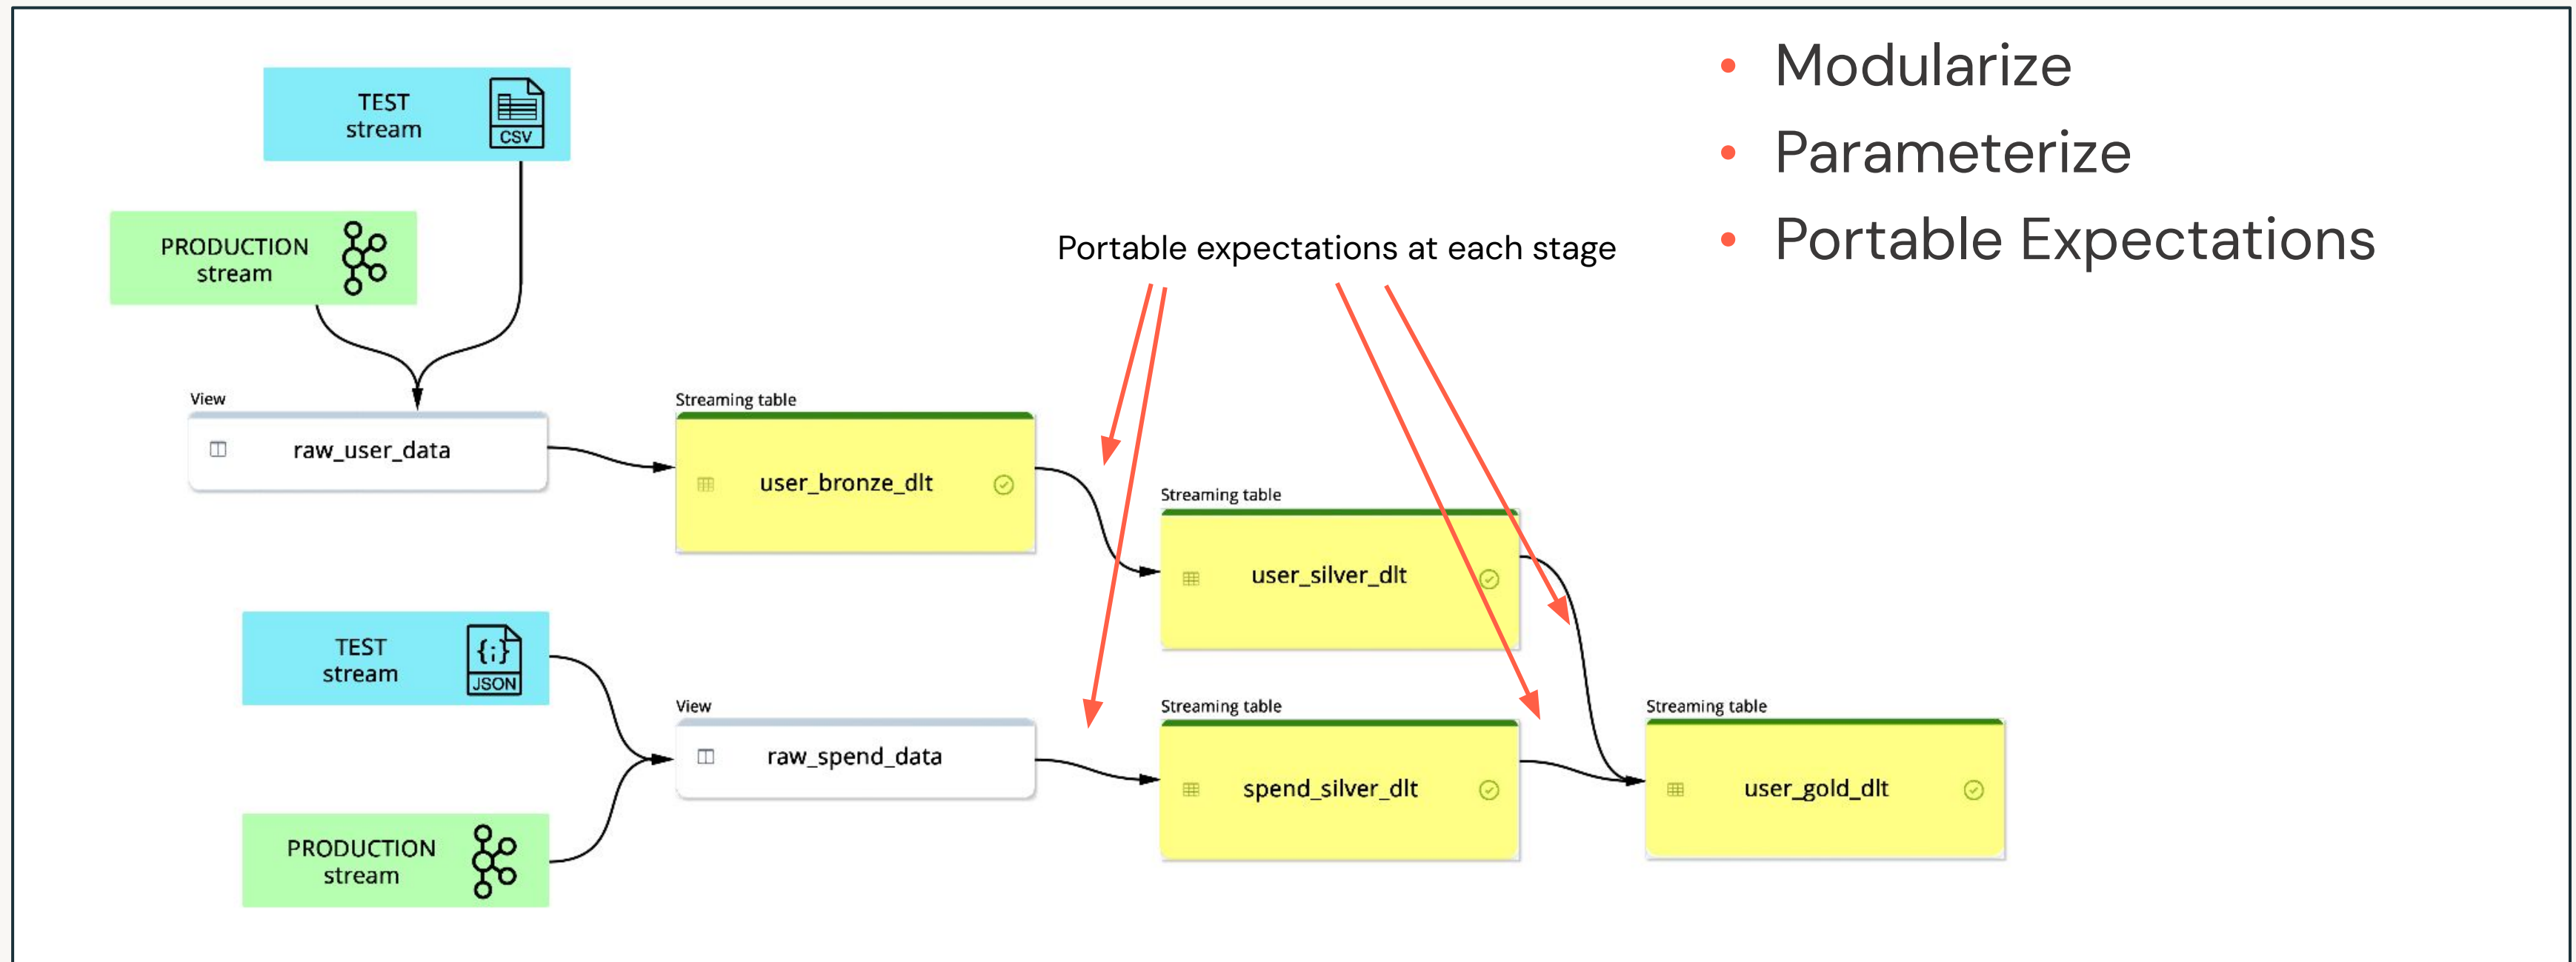 TEST
stream
CSV
PRODUCTION
stream
• Modularize
• Parameterize
• Portable Expectations
Portable expectations at each stage
View
raw_user_data
Streaming table
user_bronze_dlt
Streaming table
user_silver_dlt
TEST
stream
{;}
JSON
PRODUCTION
stream
View
raw_spend_data
Streaming table
spend_silver_dlt
Streaming table
user_gold_dlt